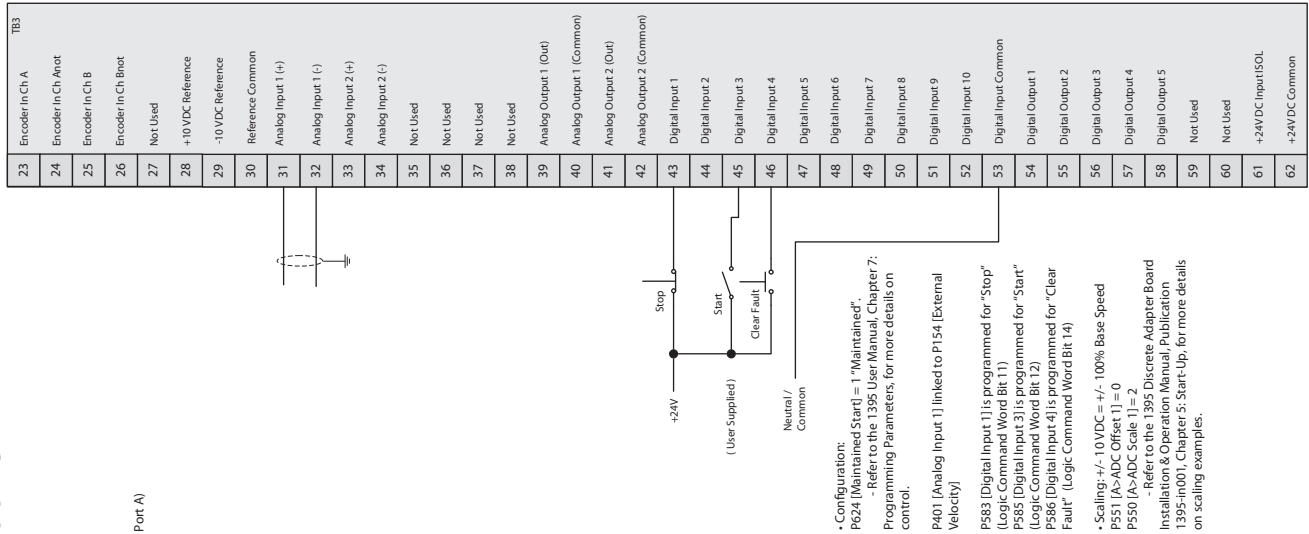 TB3
23 Encoder In Ch A
24 Encoder In Ch Anot
25 Encoder In Ch B
26 Encoder In Ch Bnot
27 Not Used
28 +10 VDC Reference
29 -10 VDC Reference
30 Reference Common
31 Analog Input 1 (+)
32 Analog Input 1 (-)
33 Analog Input 2 (+)
34 Analog Input 2 (-)
35 Not Used
36 Not Used
37 Not Used
38 Not Used
39 Analog Output 1 (Out)
40 Analog Output 1 (Common)
41 Analog Output 2 (Out)
42 Analog Output 2 (Common)
43 Digital Input 1
44 Digital Input 2
45 Digital Input 3
46 Digital Input 4
47 Digital Input 5
48 Digital Input 6
49 Digital Input 7
50 Digital Input 8
51 Digital Input 9
52 Digital Input 10
53 Digital Input Common
54 Digital Output 1
55 Digital Output 2
56 Digital Output 3
57 Digital Output 4
58 Digital Output 5
59 Not Used
60 Not Used
61 +24V DC Input ISOL
62 +24V DC Common
Port A)
Stop
+24V
Start
(User Supplied)
Clear Fault
Neutral /
Common
• Configuration:
P624 [Maintained Start] = 1 "Maintained".
- Refer to the 1395 User Manual, Chapter 7:
Programming Parameters, for more details on
control.
P401 [Analog Input 1] linked to P154 [External
Velocity]
P583 [Digital Input 1] is programmed for "Stop"
(Logic Command Word Bit 11)
P585 [Digital Input 3] is programmed for "Start"
(Logic Command Word Bit 12)
P586 [Digital Input 4] is programmed for "Clear
Fault" (Logic Command Word Bit 14)
• Scaling: +/- 10 VDC = +/- 100% Base Speed
P551 [A>ADC Offset 1] = 0
P550 [A>ADC Scale 1] = 2
- Refer to the 1395 Discrete Adapter Board
Installation & Operation Manual, Publication
1395-in001, Chapter 5: Start-Up, for more details
on scaling examples.